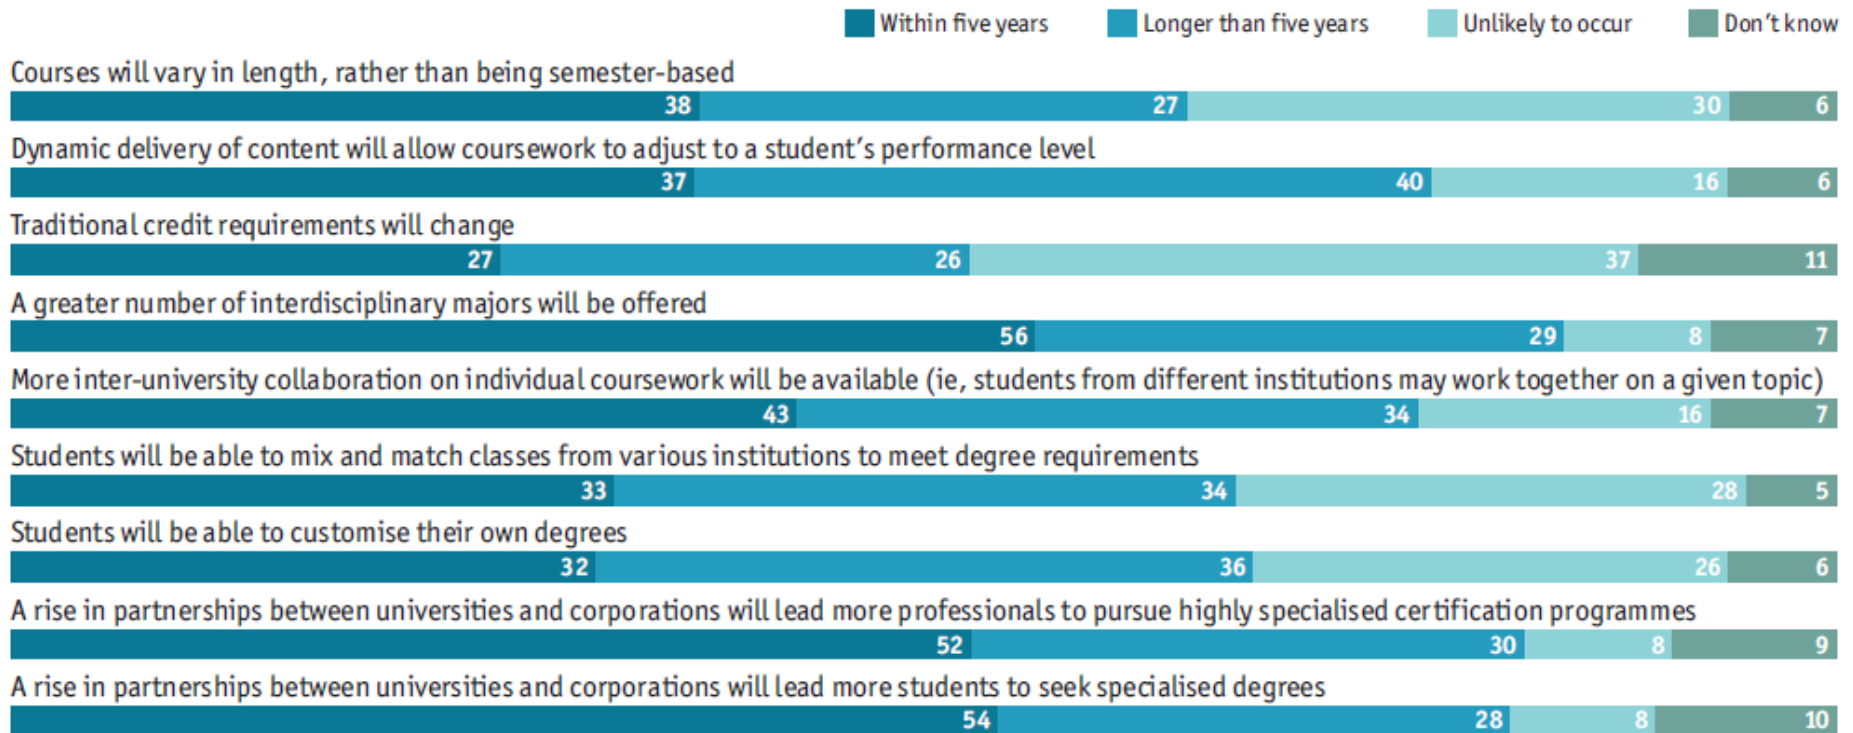 Within five years Longer than five years Unlikely to occur Don't know
Courses will vary in length, rather than being semester-based
38 27 30 6
Dynamic delivery of content will allow coursework to adjust to a student's performance level
37 40 16 6
Traditional credit requirements will change
27 26 37 11
A greater number of interdisciplinary majors will be offered
56 29 8 7
More inter-university collaboration on individual coursework will be available (ie, students from different institutions may work together on a given topic)
43 34 16 7
Students will be able to mix and match classes from various institutions to meet degree requirements
33 34 28 5
Students will be able to customise their own degrees
32 36 26 6
A rise in partnerships between universities and corporations will lead more professionals to pursue highly specialised certification programmes
52 30 8 9
A rise in partnerships between universities and corporations will lead more students to seek specialised degrees
54 28 8 10